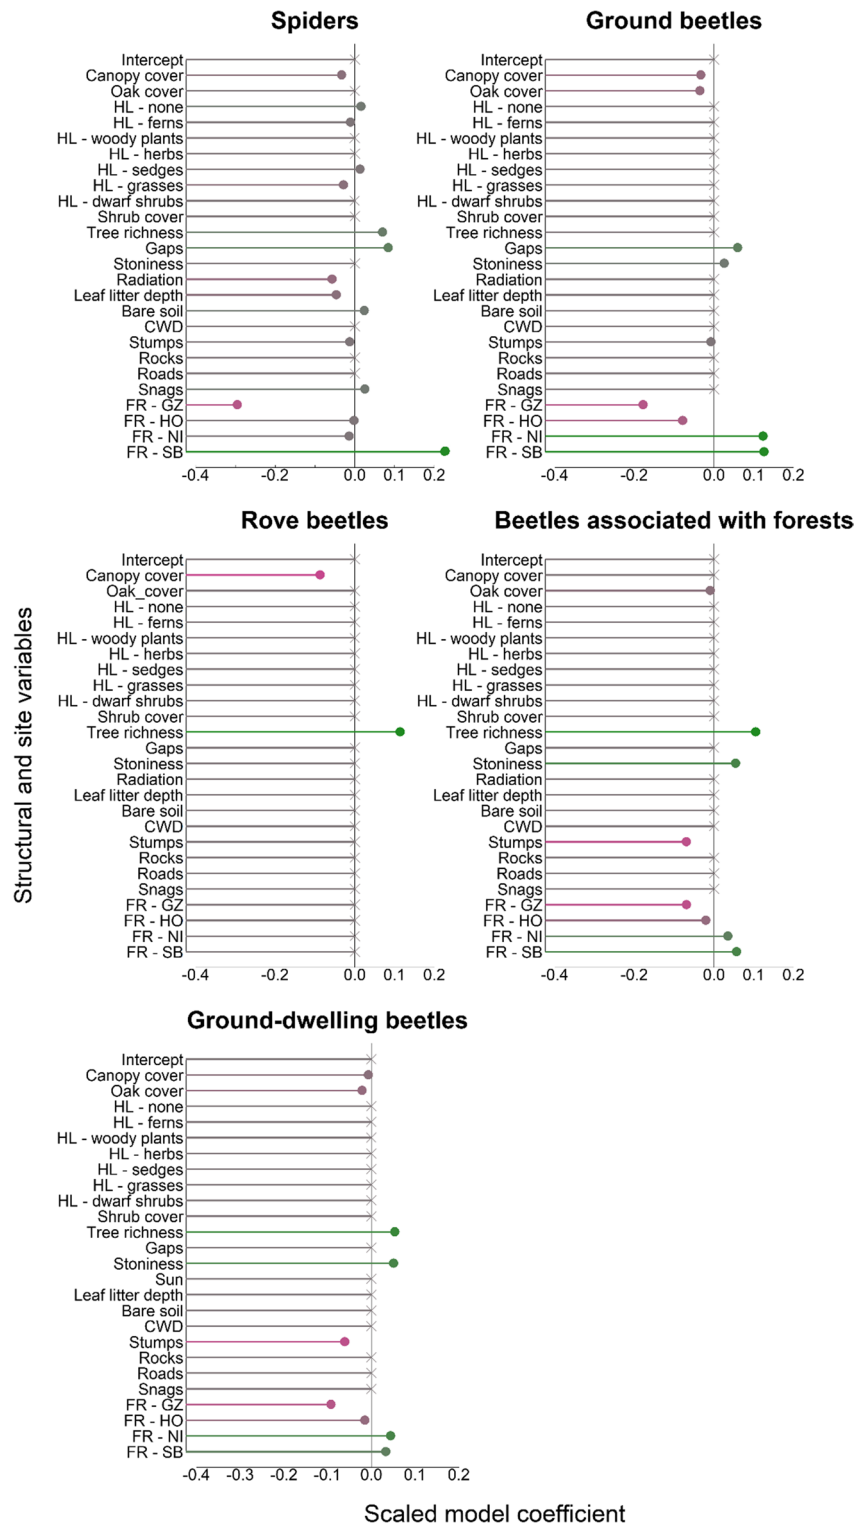 Spiders
Intercept
Canopy cover
Oak cover
HL - none
HL - ferns
HL - woody plants
HL - herbs
HL - sedges
HL - grasses
HL - dwarf shrubs
Shrub cover
Tree richness
Gaps
Stoniness
Radiation
Leaf litter depth
Bare soil
CWD
Stumps
Rocks
Roads
Snags
FR - GZ
FR - HO
FR - NI
FR - SB
-0.4 -0.2 0.0 0.1 0.2
Ground beetles
Intercept
Canopy cover
Oak cover
HL - none
HL - ferns
HL - woody plants
HL - herbs
HL - sedges
HL - grasses
HL - dwarf shrubs
Shrub cover
Tree richness
Gaps
Stoniness
Radiation
Leaf litter depth
Bare soil
CWD
Stumps
Rocks
Roads
Snags
FR - GZ
FR - HO
FR - NI
FR - SB
-0.4 -0.2 0.0 0.1 0.2
Structural and site variables
Rove beetles
Intercept
Canopy cover
Oak_cover
HL - none
HL - ferns
HL - woody plants
HL - herbs
HL - sedges
HL - grasses
HL - dwarf shrubs
Shrub cover
Tree richness
Gaps
Stoniness
Radiation
Leaf litter depth
Bare soil
CWD
Stumps
Rocks
Roads
Snags
FR - GZ
FR - HO
FR - NI
FR - SB
-0.4 -0.2 0.0 0.1 0.2
Beetles associated with forests
Intercept
Canopy cover
Oak cover
HL - none
HL - ferns
HL - woody plants
HL - herbs
HL - sedges
HL - grasses
HL - dwarf shrubs
Shrub cover
Tree richness
Gaps
Stoniness
Radiation
Leaf litter depth
Bare soil
CWD
Stumps
Rocks
Roads
Snags
FR - GZ
FR - HO
FR - NI
FR - SB
-0.4 -0.2 0.0 0.1 0.2
Ground-dwelling beetles
Intercept
Canopy cover
Oak cover
HL - none
HL - ferns
HL - woody plants
HL - herbs
HL - sedges
HL - grasses
HL - dwarf shrubs
Shrub cover
Tree richness
Gaps
Stoniness
Sun
Leaf litter depth
Bare soil
CWD
Stumps
Rocks
Roads
Snags
FR - GZ
FR - HO
FR - NI
FR - SB
-0.4 -0.3 -0.2 -0.1 0.0 0.1 0.2
Scaled model coefficient